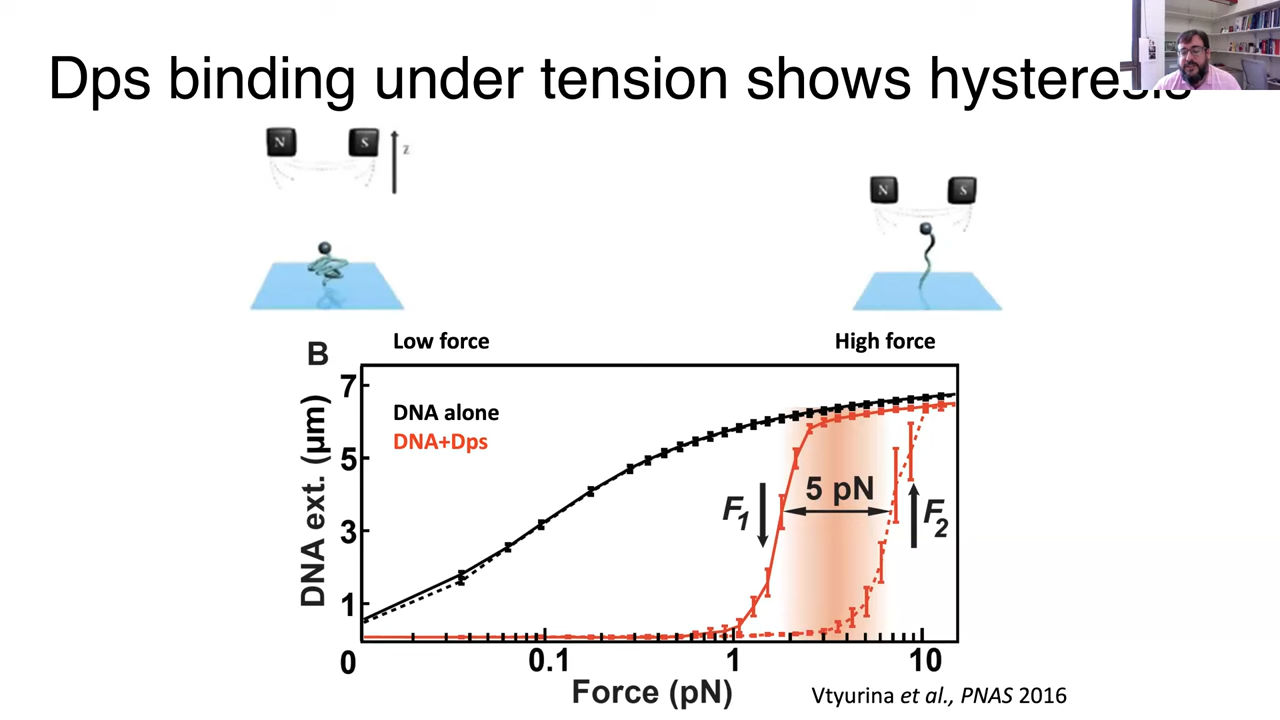 Dps binding under tension shows hysteresis
N S z
N S
Low force
High force
B
DNA alone
DNA+Dps
DNA ext. (μm)
7
5
3
1
0
0.1
1
10
F1
5 pN
F2
Force (pN)
Vtyurina et al., PNAS 2016